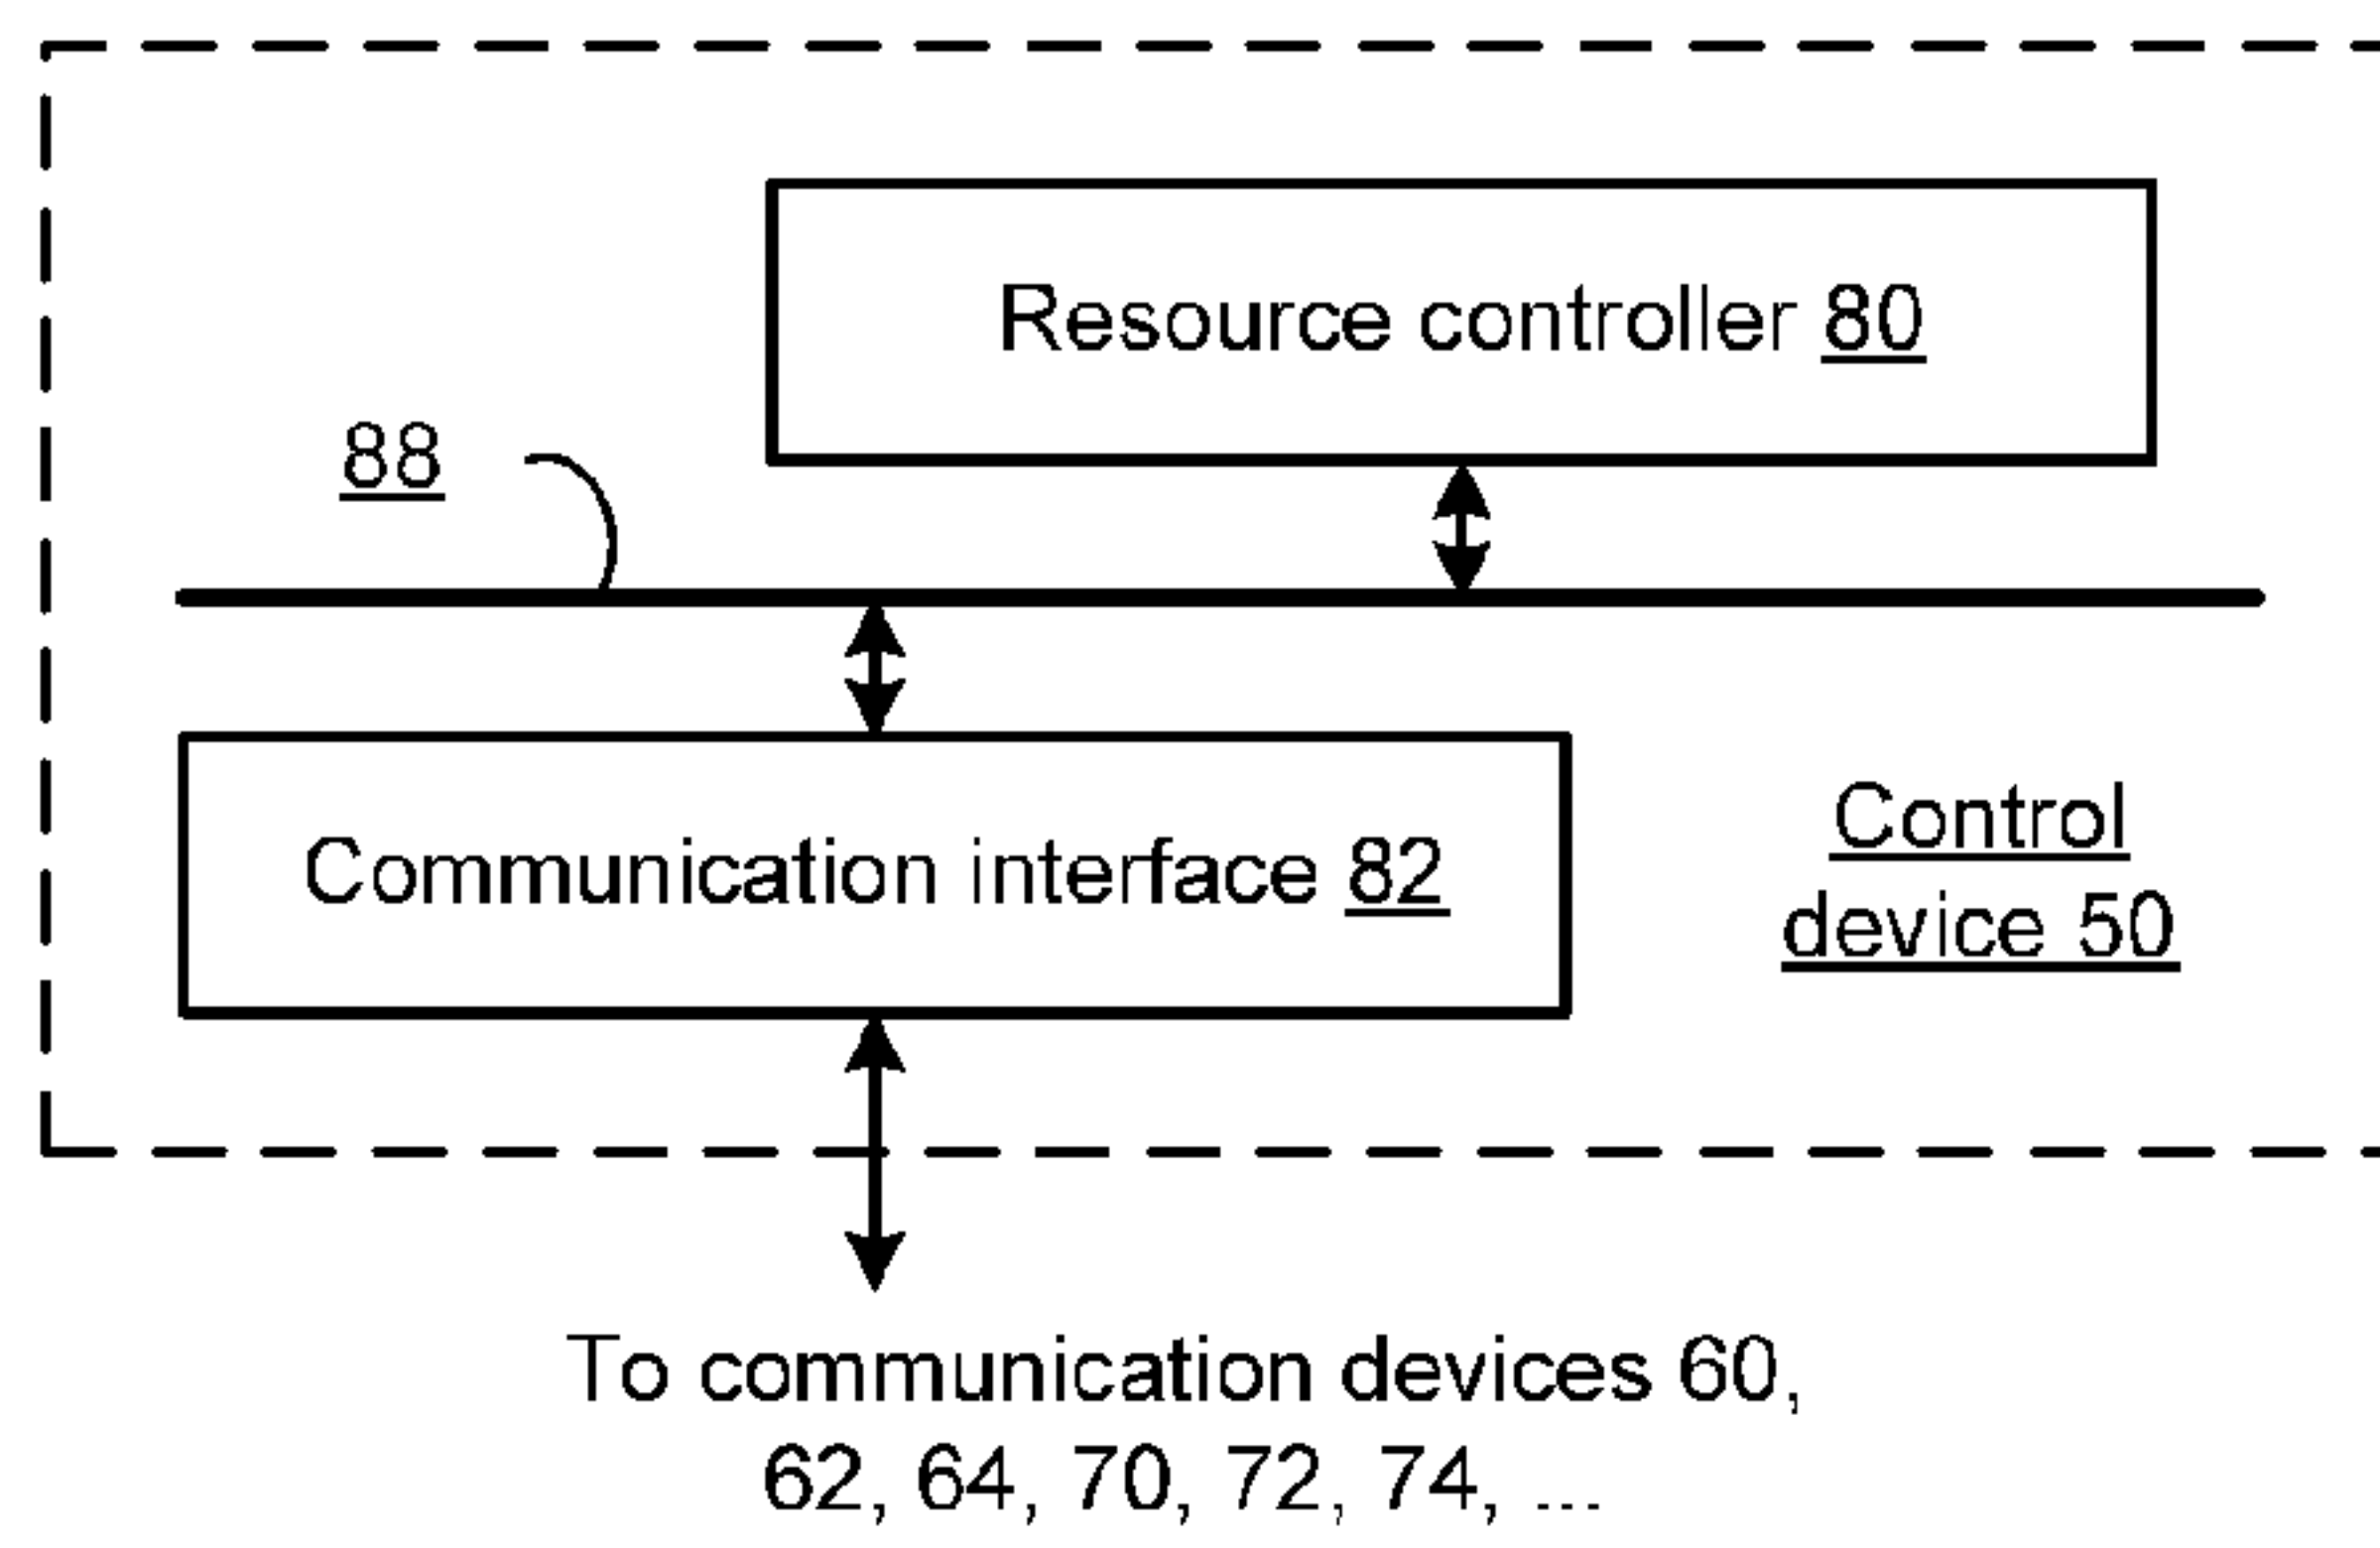 Resource controller 80
88
Communication interface 82
Control
device 50
To communication devices 60,
62, 64, 70, 72, 74, ...